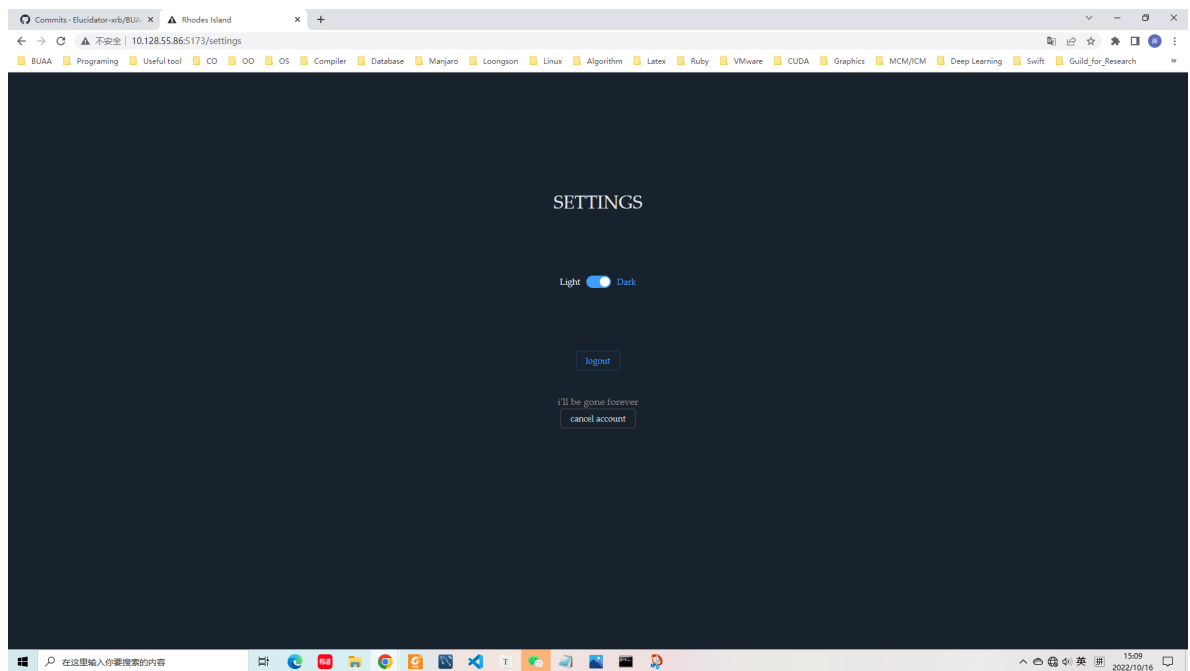 Commits · Elucidator-xrb/BUA
Rhodes Island
不安全 | 10.128.55.86:5173/settings
BUAA Programing Useful tool CO OO OS Compiler Database Manjaro Loongson Linux Algorithm Latex Ruby VMware CUDA Graphics MCM/ICM Deep Learning Swift Guild_for_Research »
SETTINGS
Light Dark
logout
i'll be gone forever
cancel account
在这里输入你要搜索的内容
英 拼 15:09
2022/10/16